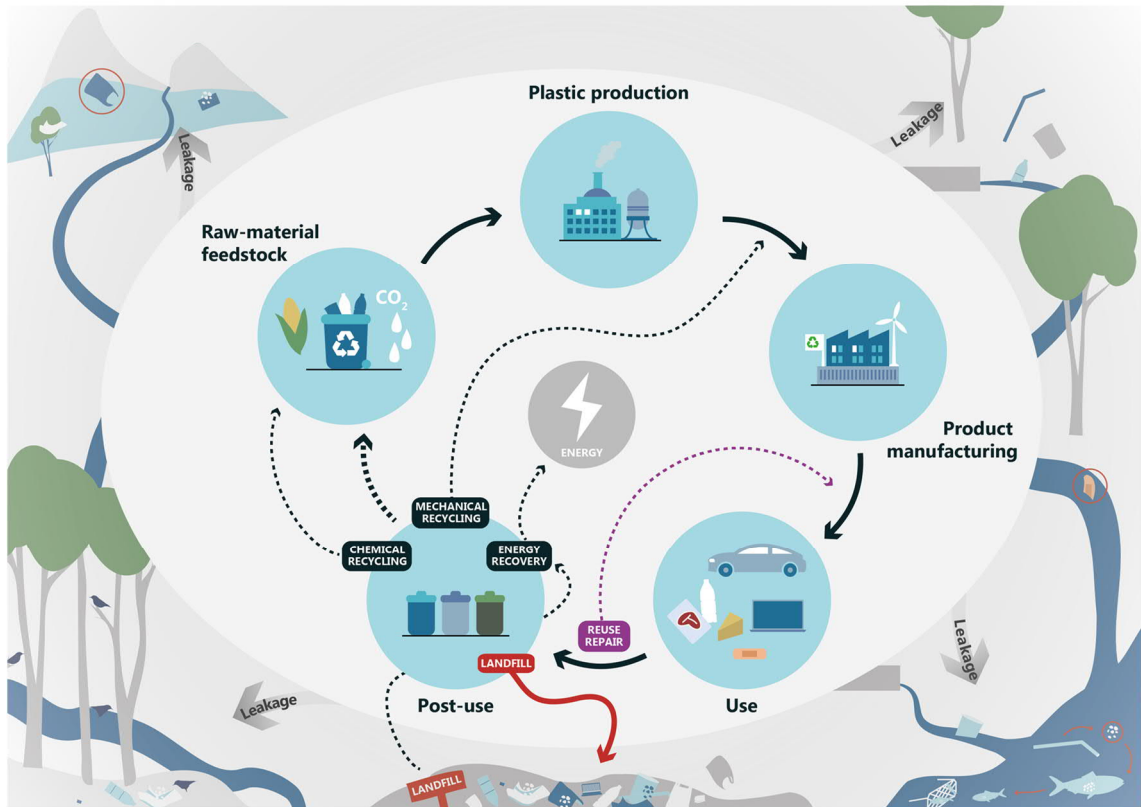 Plastic production
Leakage
Leakage
Raw-material
feedstock
CO₂
ENERGY
Product
manufacturing
MECHANICAL
RECYCLING
CHEMICAL
RECYCLING
ENERGY
RECOVERY
REUSE
REPAIR
LANDFILL
Leakage
Leakage
Post-use
Use
LANDFILL